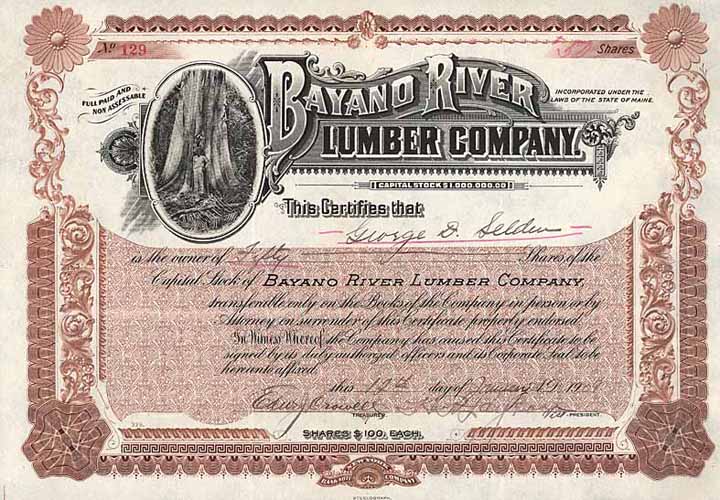 No 129
Shares
FULL PAID AND
NON ASSESSABLE
BAYANO RIVER
LUMBER COMPANY.
INCORPORATED UNDER THE
LAWS OF THE STATE OF MAINE.
CAPITAL STOCK $1,000,000.00
This Certifies that
George D. Selden
is the owner of Fifty Shares of the
Capital Stock of BAYANO RIVER LUMBER COMPANY,
transferable only on the Books of the Company in person or by
Attorney on surrender of this Certificate properly endorsed.
In Witness Whereof the Company has caused this Certificate to be
signed by its duly authorized officers and its Corporate Seal to be
hereunto affixed
this day of January A.D. 19
TREASURER
PRESIDENT.
SHARES $100. EACH.
BANK NOTE COMPANY
STEELOGRAPH